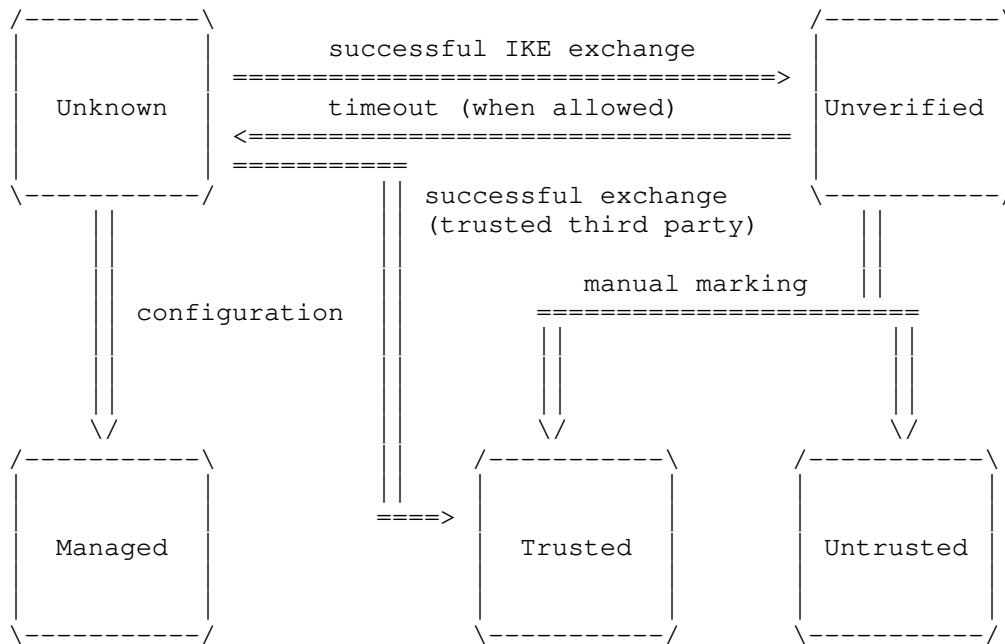 successful IKE exchange
Unknown timeout (when allowed) Unverified
successful exchange
(trusted third party)
manual marking
configuration
Managed Trusted Untrusted